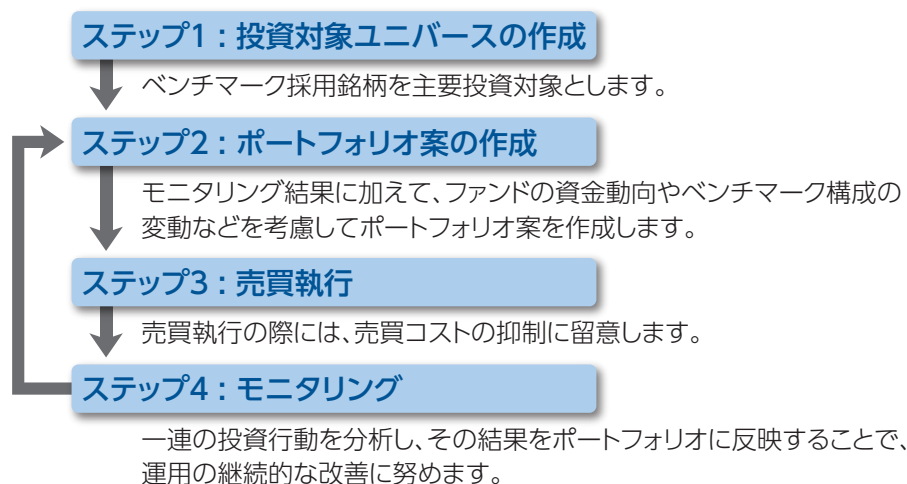 ステップ1：投資対象ユニバースの作成
ベンチマーク採用銘柄を主要投資対象とします。
ステップ2：ポートフォリオ案の作成
モニタリング結果に加えて、ファンドの資金動向やベンチマーク構成の
変動などを考慮してポートフォリオ案を作成します。
ステップ3：売買執行
売買執行の際には、売買コストの抑制に留意します。
ステップ4：モニタリング
一連の投資行動を分析し、その結果をポートフォリオに反映することで、
運用の継続的な改善に努めます。